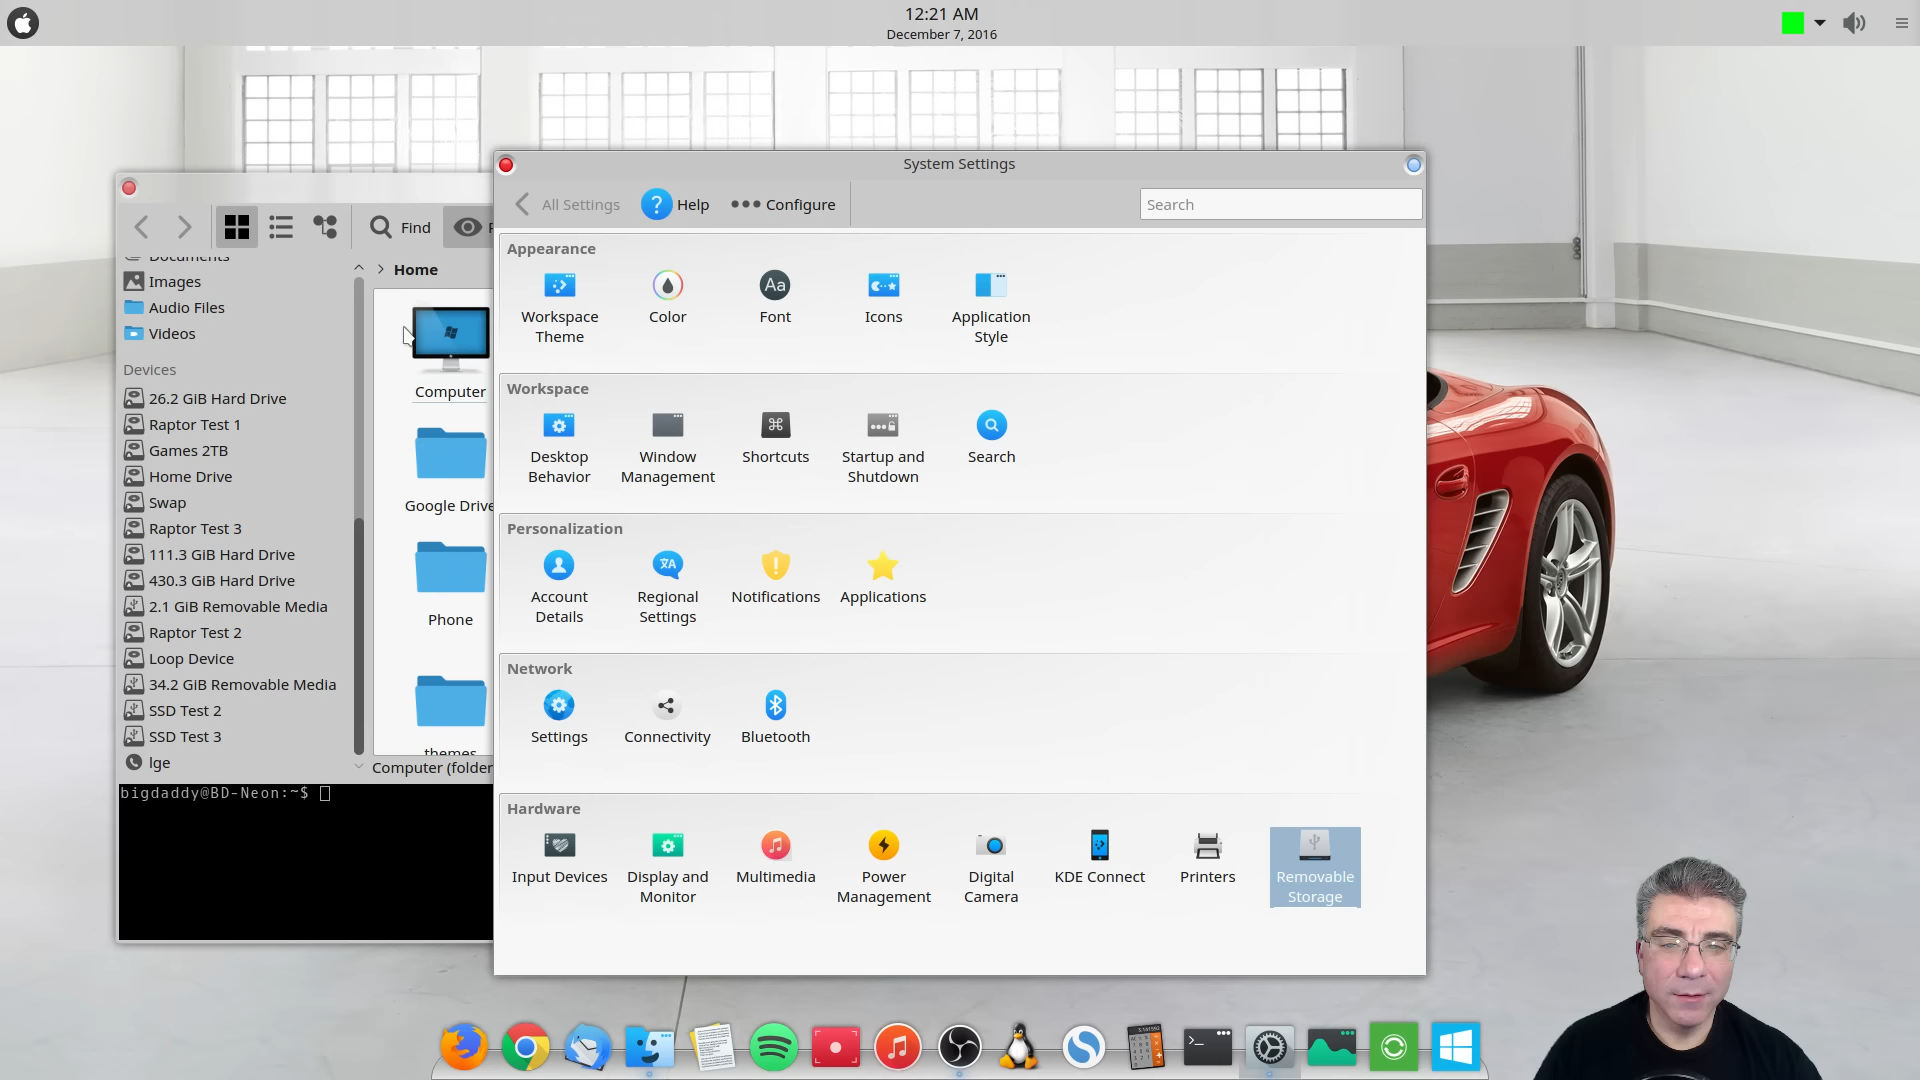 12:21 AM
December 7, 2016
System Settings
All Settings
Help
Configure
Search
Find
Home
Images
Audio Files
Videos
Devices
26.2 GiB Hard Drive
Raptor Test 1
Games 2TB
Home Drive
Swap
Raptor Test 3
111.3 GiB Hard Drive
430.3 GiB Hard Drive
2.1 GiB Removable Media
Raptor Test 2
Loop Device
34.2 GiB Removable Media
SSD Test 2
SSD Test 3
lge
Computer
Google Drive
Phone
themes
Computer (folder
bigdaddy@BD-Neon:~$
Appearance
Workspace
Theme
Color
Font
Icons
Application
Style
Workspace
Desktop
Behavior
Window
Management
Shortcuts
Startup and
Shutdown
Search
Personalization
Account
Details
Regional
Settings
Notifications
Applications
Network
Settings
Connectivity
Bluetooth
Hardware
Input Devices
Display and
Monitor
Multimedia
Power
Management
Digital
Camera
KDE Connect
Printers
Removable
Storage